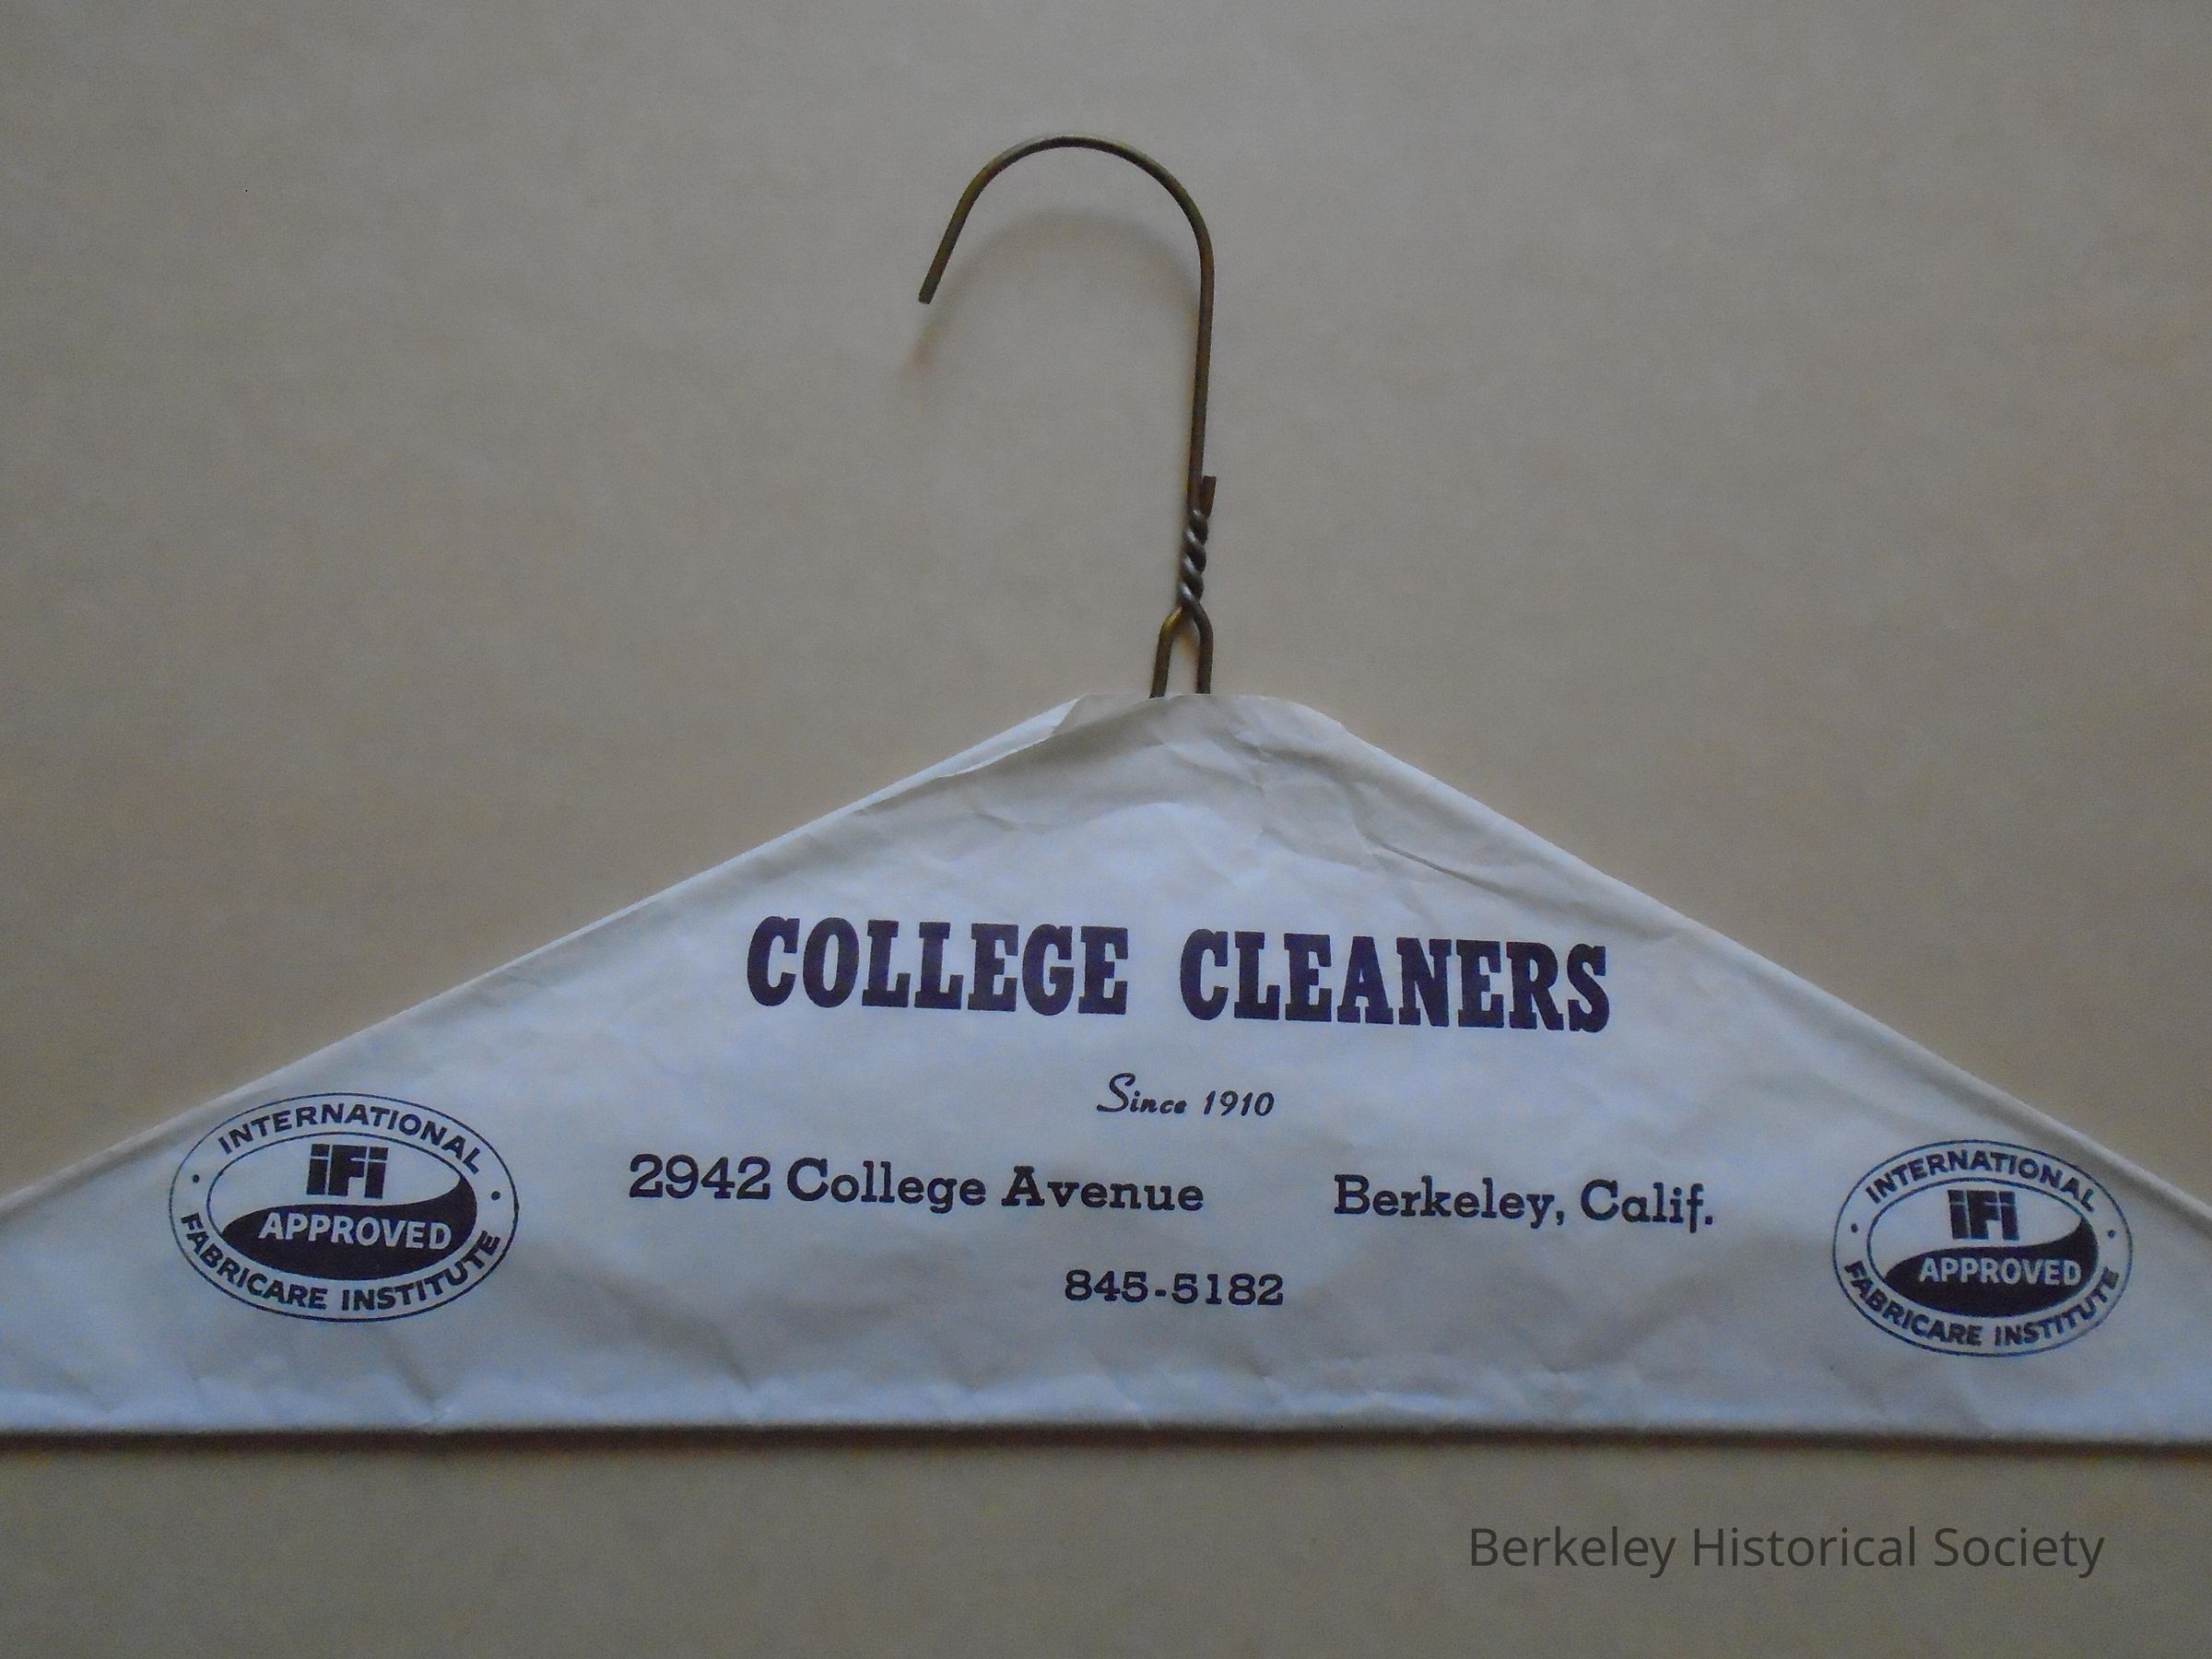 COLLEGE CLEANERS
Since 1910
2942 College Avenue Berkeley, Calif.
845-5182
INTERNATIONAL
iFi
APPROVED
FABRICARE INSTITUTE
INTERNATIONAL
iFi
APPROVED
FABRICARE INSTITUTE
Berkeley Historical Society